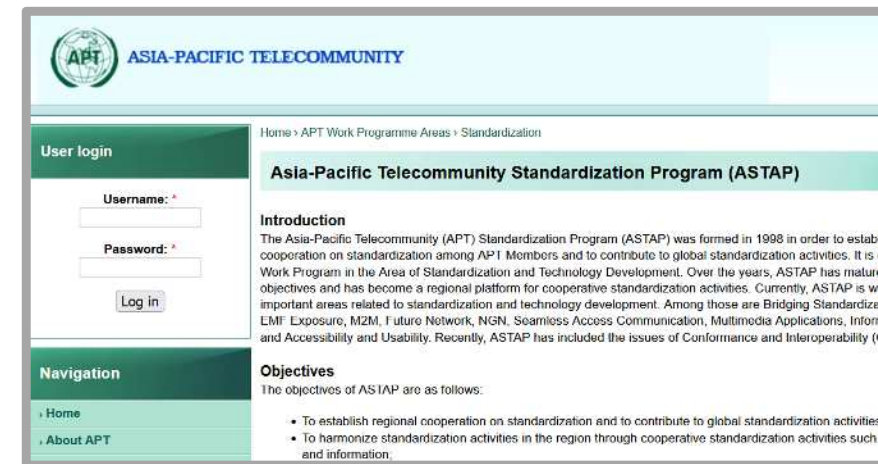 APT
ASIA-PACIFIC TELECOMMUNITY
User login
Username: *
Password: *
Log in
Navigation
› Home
› About APT
Home › APT Work Programme Areas › Standardization
Asia-Pacific Telecommunity Standardization Program (ASTAP)
Introduction
The Asia-Pacific Telecommunity (APT) Standardization Program (ASTAP) was formed in 1998 in order to estab
cooperation on standardization among APT Members and to contribute to global standardization activities. It is
Work Program in the Area of Standardization and Technology Development. Over the years, ASTAP has mature
objectives and has become a regional platform for cooperative standardization activities. Currently, ASTAP is w
important areas related to standardization and technology development. Among those are Bridging Standardiza
EMF Exposure, M2M, Future Network, NGN, Seamless Access Communication, Multimedia Applications, Inform
and Accessibility and Usability. Recently, ASTAP has included the issues of Conformance and Interoperability (
Objectives
The objectives of ASTAP are as follows:
• To establish regional cooperation on standardization and to contribute to global standardization activities
• To harmonize standardization activities in the region through cooperative standardization activities such
and information;